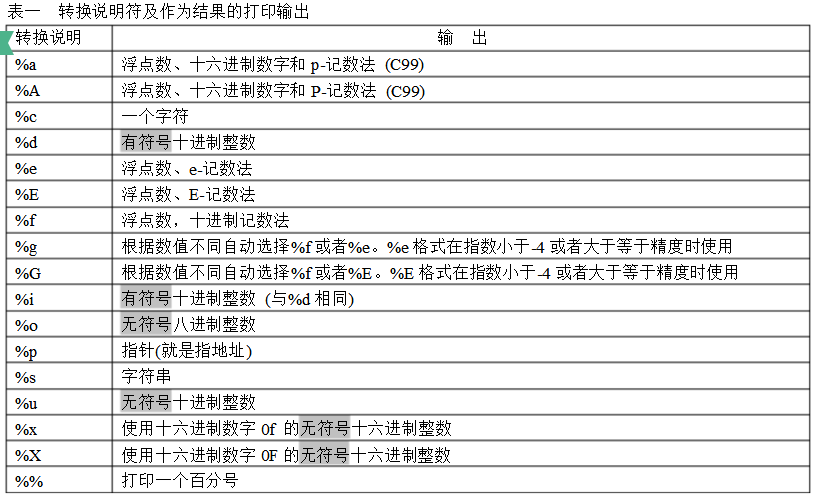 表一 转换说明符及作为结果的打印输出
转换说明 输 出
%a 浮点数、十六进制数字和 p-记数法 (C99)
%A 浮点数、十六进制数字和 P-记数法 (C99)
%c 一个字符
%d 有符号十进制整数
%e 浮点数、e-记数法
%E 浮点数、E-记数法
%f 浮点数，十进制记数法
%g 根据数值不同自动选择%f 或者%e。%e 格式在指数小于-4 或者大于等于精度时使用
%G 根据数值不同自动选择%f 或者%E。%E 格式在指数小于-4 或者大于等于精度时使用
%i 有符号十进制整数 (与%d 相同)
%o 无符号八进制整数
%p 指针(就是指地址)
%s 字符串
%u 无符号十进制整数
%x 使用十六进制数字 0f 的无符号十六进制整数
%X 使用十六进制数字 0F 的无符号十六进制整数
%% 打印一个百分号